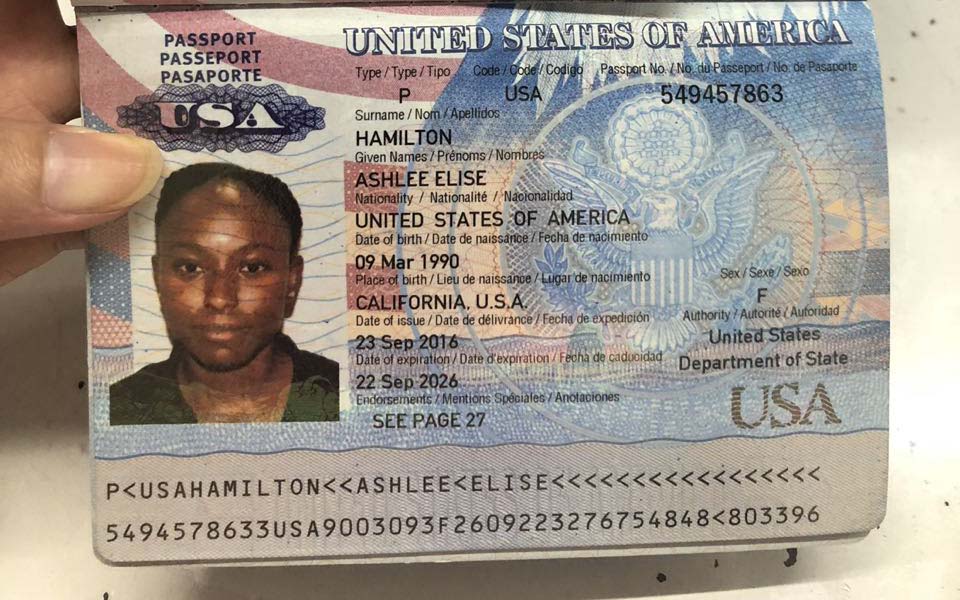 PASSPORT
PASSEPORT
PASAPORTE
USA
UNITED STATES OF AMERICA
Type / Type / Tipo Code / Code / Codigo Passport No. / No. du Passeport / No. de Pasaporte
P USA 549457863
Surname / Nom / Apellidos
HAMILTON
Given Names / Prénoms / Nombres
ASHLEE ELISE
Nationality / Nationalité / Nacionalidad
UNITED STATES OF AMERICA
Date of birth / Date de naissance / Fecha de nacimiento
09 Mar 1990
Place of birth / Lieu de naissance / Lugar de nacimiento
CALIFORNIA, U.S.A.
Sex / Sexe / Sexo
F
Date of issue / Date de délivrance / Fecha de expedición
23 Sep 2016
Authority / Autorité / Autoridad
United States
Department of State
Date of expiration / Date d'expiration / Fecha de caducidad
22 Sep 2026
Endorsements / Mentions Spéciales / Anotaciones
SEE PAGE 27
USA
P<USAHAMILTON<<ASHLEE<ELISE<<<<<<<<<<<<<<<<<
5494578633USA9003093F2609223276754848<803396